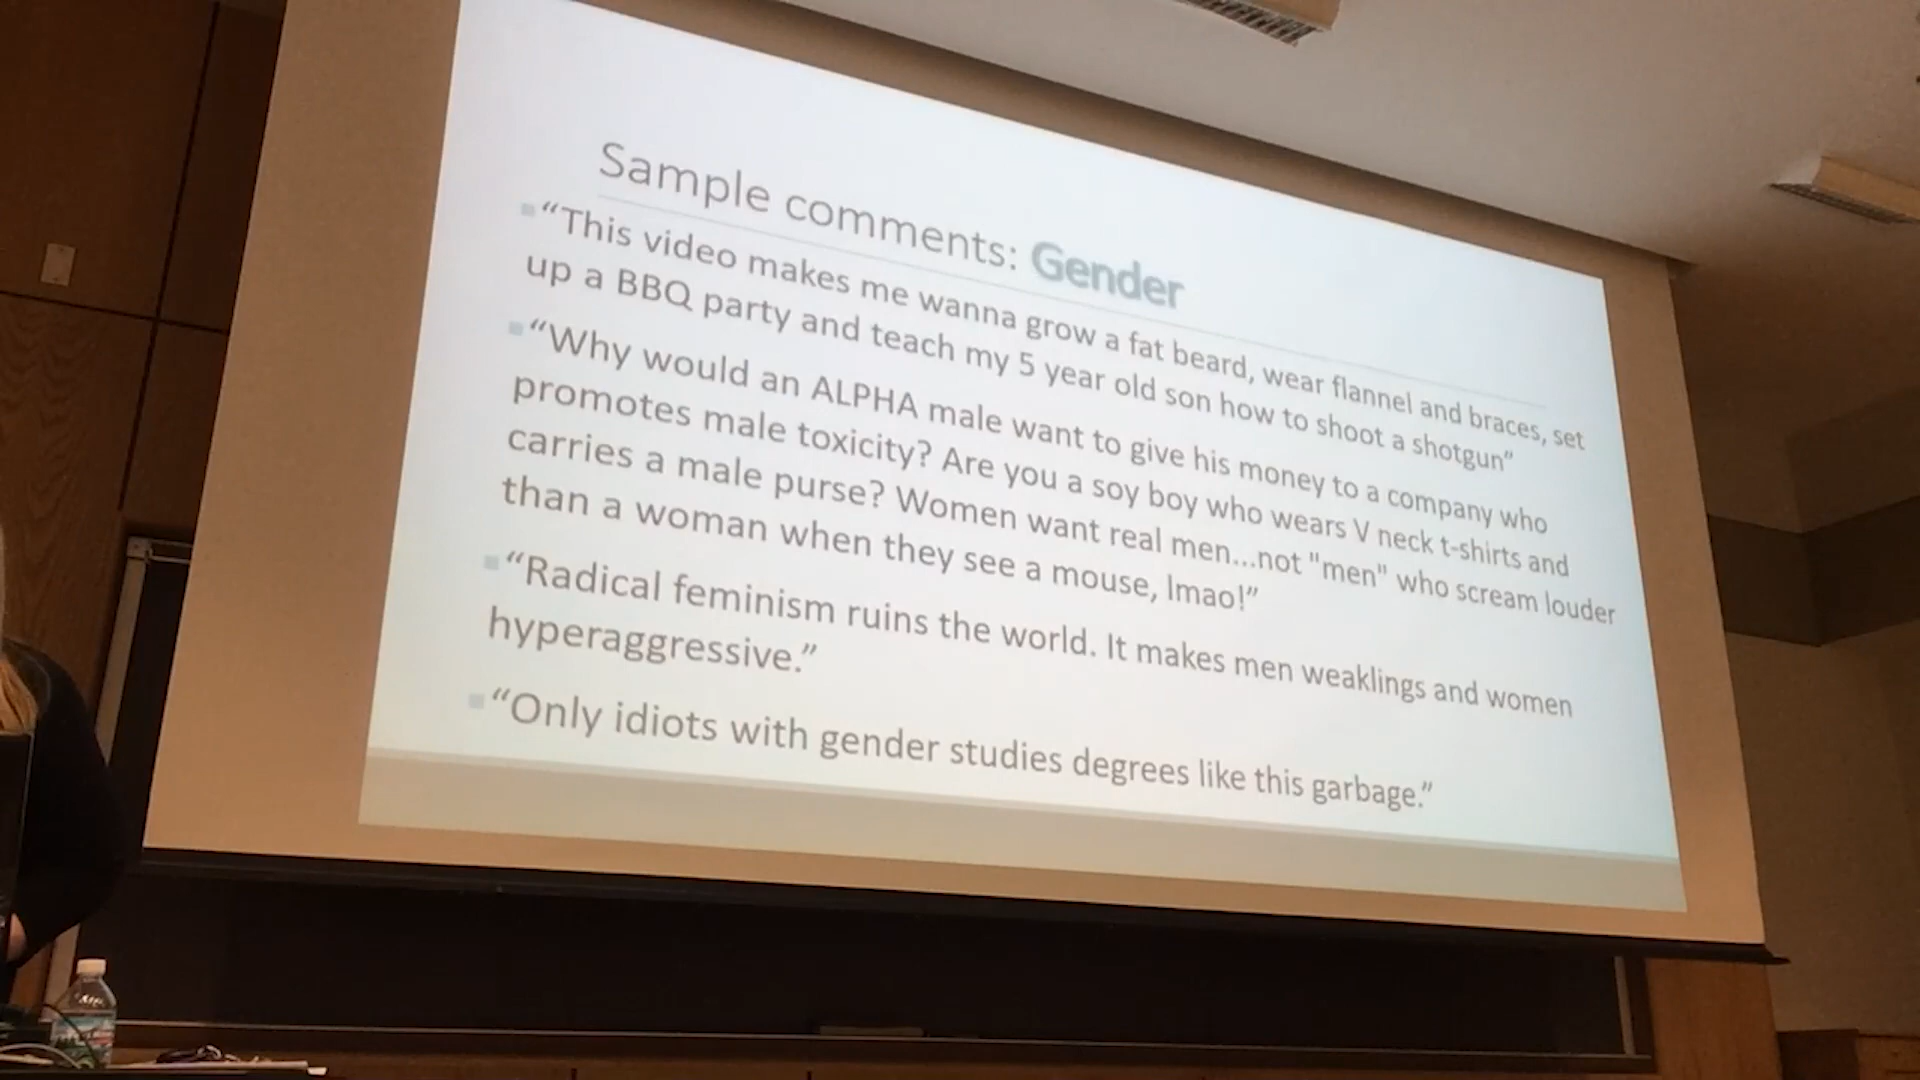 Sample comments: Gender
“This video makes me wanna grow a fat beard, wear flannel and braces, set
up a BBQ party and teach my 5 year old son how to shoot a shotgun”
“Why would an ALPHA male want to give his money to a company who
promotes male toxicity? Are you a soy boy who wears V neck t-shirts and
carries a male purse? Women want real men...not "men" who scream louder
than a woman when they see a mouse, lmao!”
“Radical feminism ruins the world. It makes men weaklings and women
hyperaggressive.”
“Only idiots with gender studies degrees like this garbage.”